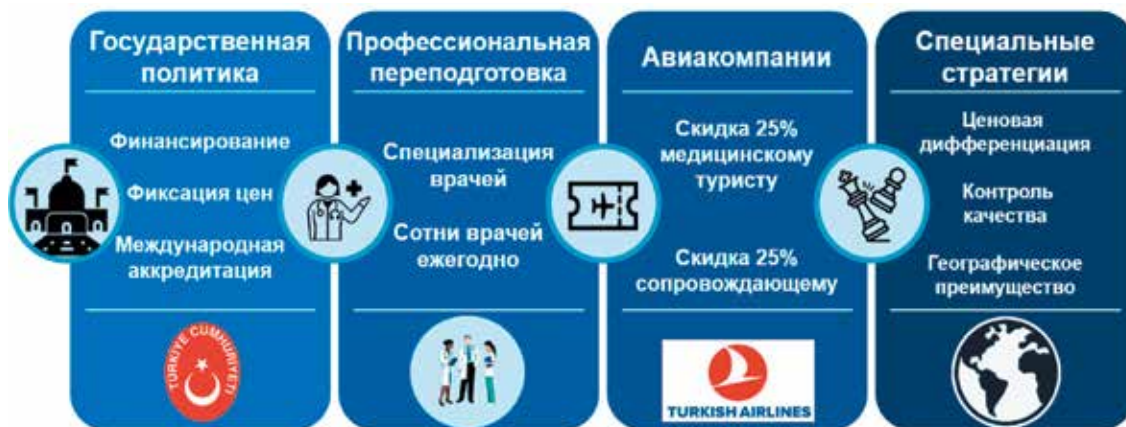 Государственная
политика
Финансирование
Фиксация цен
Международная
аккредитация
TÜRKİYE CUMHURİYETİ
Профессиональная
переподготовка
Специализация
врачей
Сотни врачей
ежегодно
Авиакомпании
Скидка 25%
медицинскому
туристу
Скидка 25%
сопровождающему
TURKISH AIRLINES
Специальные
стратегии
Ценовая
дифференциация
Контроль
качества
Географическое
преимущество